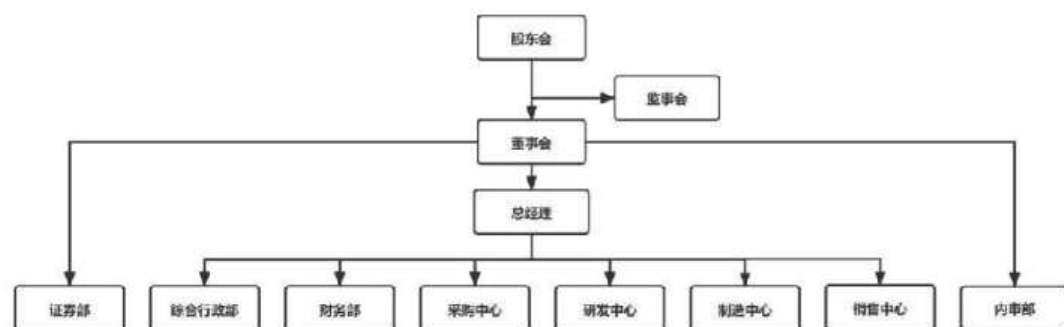 股东会
监事会
董事会
总经理
证券部
综合行政部
财务部
采购中心
研发中心
制造中心
销售中心
内审部